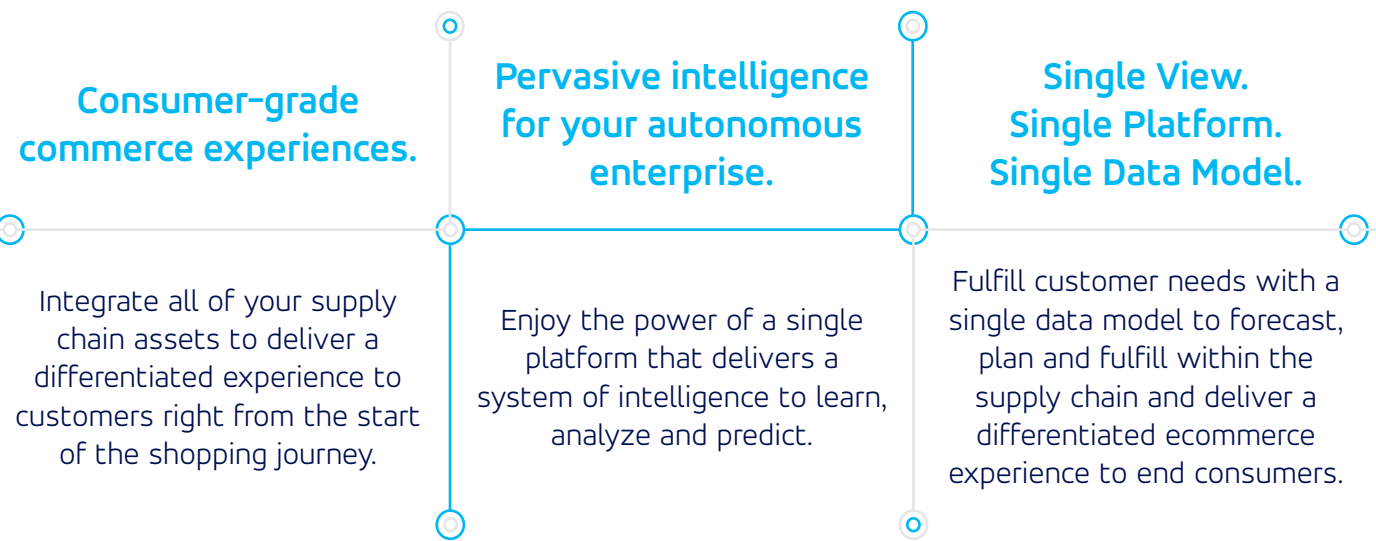 Consumer-grade
commerce experiences.
Integrate all of your supply
chain assets to deliver a
differentiated experience to
customers right from the start
of the shopping journey.
Pervasive intelligence
for your autonomous
enterprise.
Enjoy the power of a single
platform that delivers a
system of intelligence to learn,
analyze and predict.
Single View.
Single Platform.
Single Data Model.
Fulfill customer needs with a
single data model to forecast,
plan and fulfill within the
supply chain and deliver a
differentiated ecommerce
experience to end consumers.